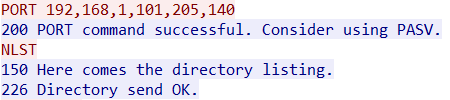 PORT 192,168,1,101,205,140
200 PORT command successful. Consider using PASV.
NLST
150 Here comes the directory listing.
226 Directory send OK.